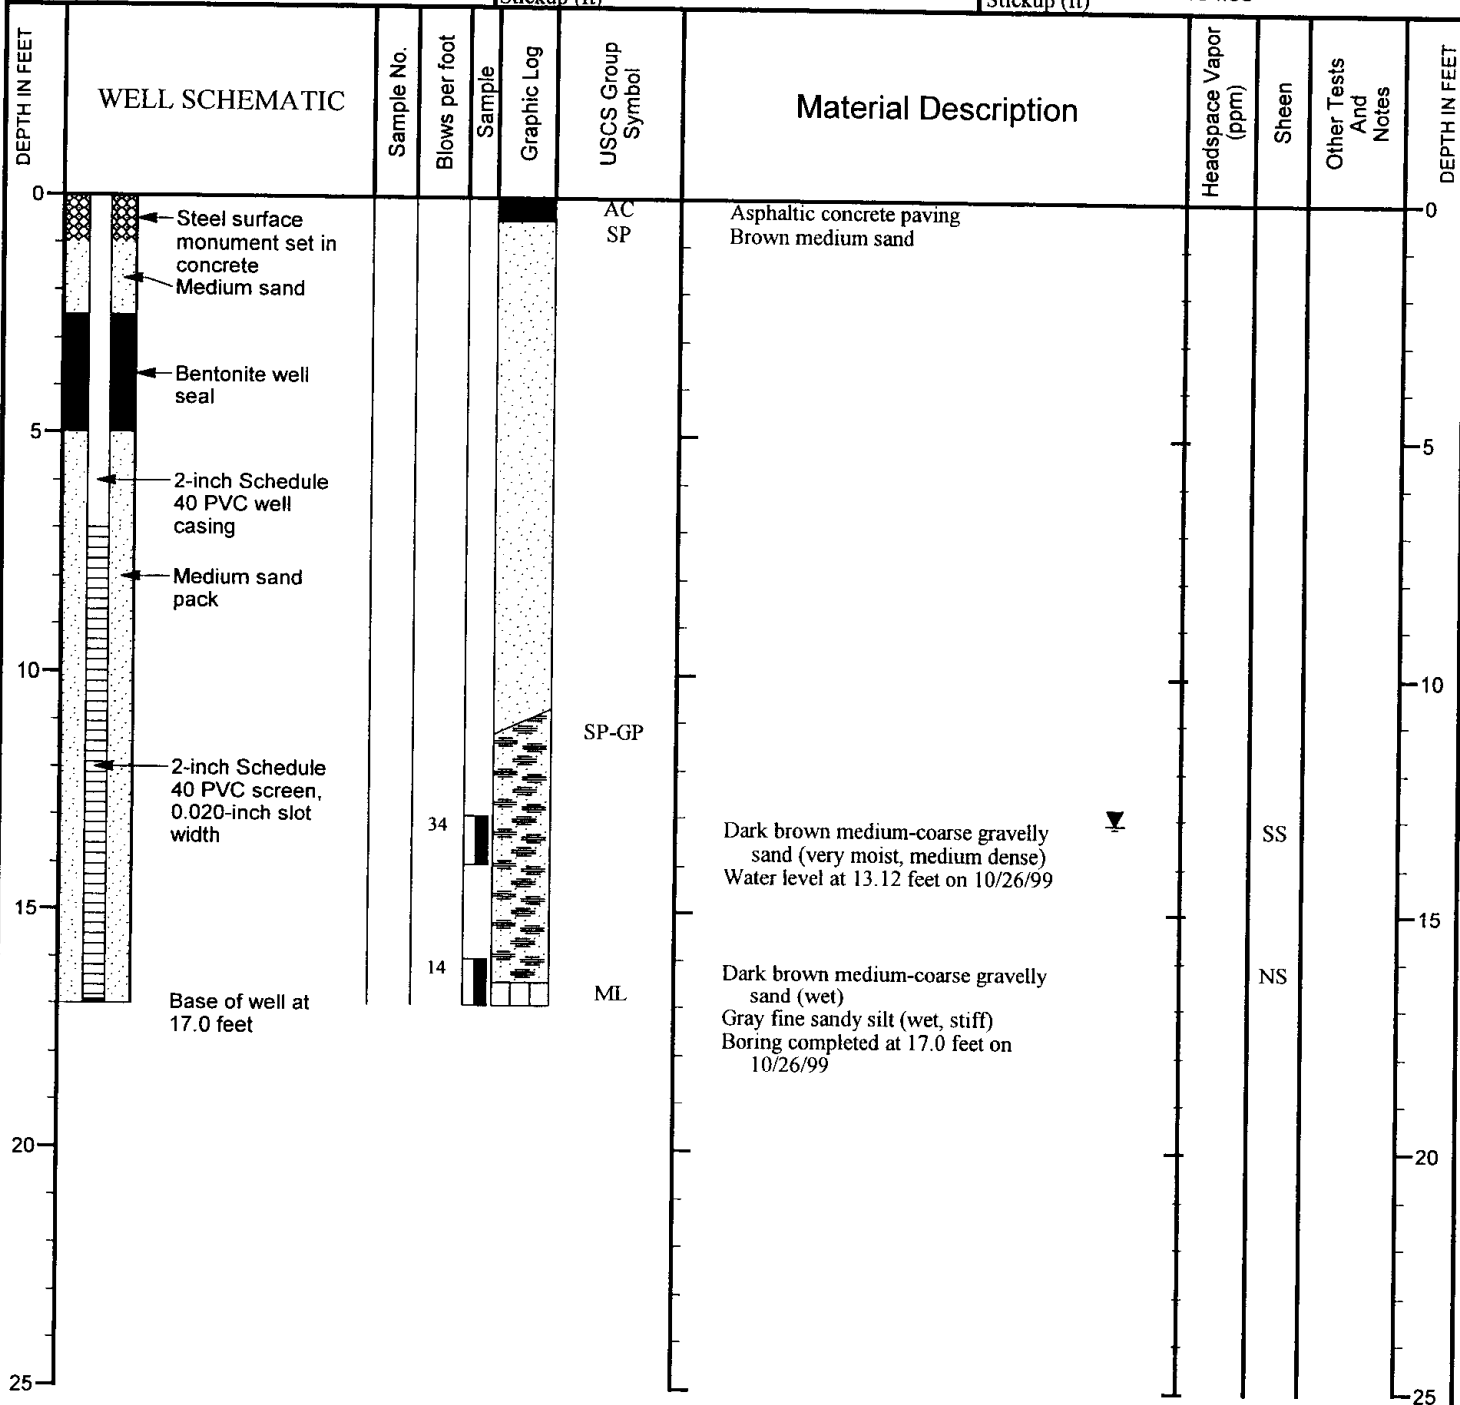 Stickup (ft)
Stickup (ft)
DEPTH IN FEET
WELL SCHEMATIC
Sample No.
Blows per foot
Sample
Graphic Log
USCS Group
Symbol
Material Description
Headspace Vapor
(ppm)
Sheen
Other Tests
And
Notes
DEPTH IN FEET
0
Steel surface
monument set in
concrete
Medium sand
AC
Asphaltic concrete paving
SP
Brown medium sand
0
Bentonite well
seal
5
5
2-inch Schedule
40 PVC well
casing
Medium sand
pack
10
10
SP-GP
2-inch Schedule
40 PVC screen,
0.020-inch slot
width
34
Dark brown medium-coarse gravelly
sand (very moist, medium dense)
Water level at 13.12 feet on 10/26/99
SS
15
15
14
Dark brown medium-coarse gravelly
sand (wet)
NS
Base of well at
17.0 feet
ML
Gray fine sandy silt (wet, stiff)
Boring completed at 17.0 feet on
10/26/99
20
20
25
25